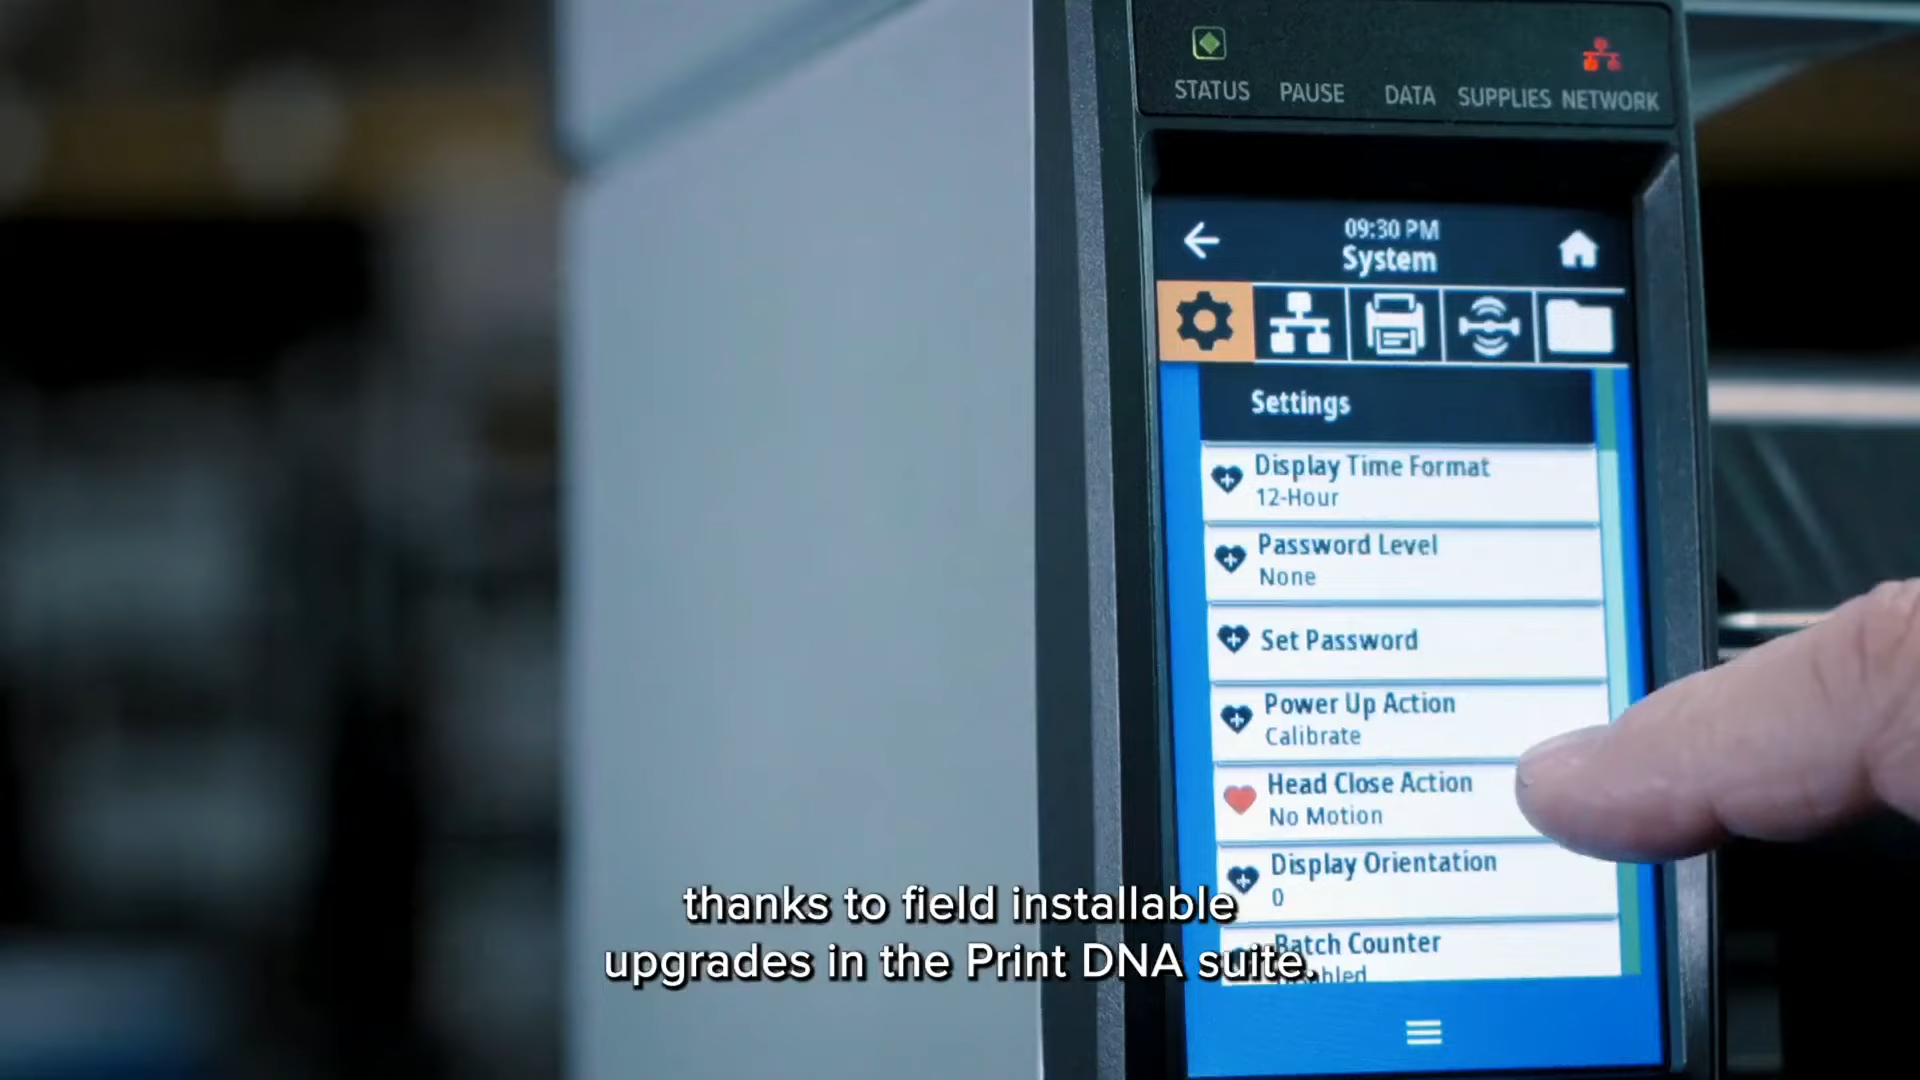 STATUS PAUSE DATA SUPPLIES NETWORK
09:30 PM
System
Settings
Display Time Format
12-Hour
Password Level
None
Set Password
Power Up Action
Calibrate
Head Close Action
No Motion
Display Orientation
0
Batch Counter
thanks to field installable
upgrades in the Print DNA suite.